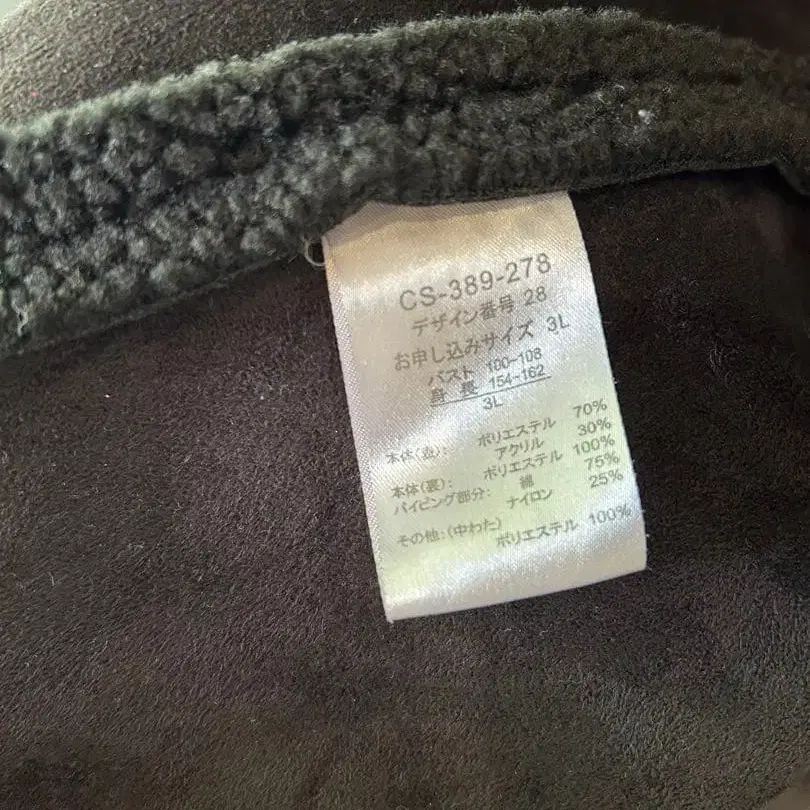 CS-389-278
デザイン番号 28
お申し込みサイズ 3L
バスト 100-108
身長 154-162
3L
本体(表): ポリエステル 70%
アクリル 30%
本体(裏): ポリエステル 100%
パイピング部分: 綿 75%
ナイロン 25%
その他:(中わた)
ポリエステル 100%